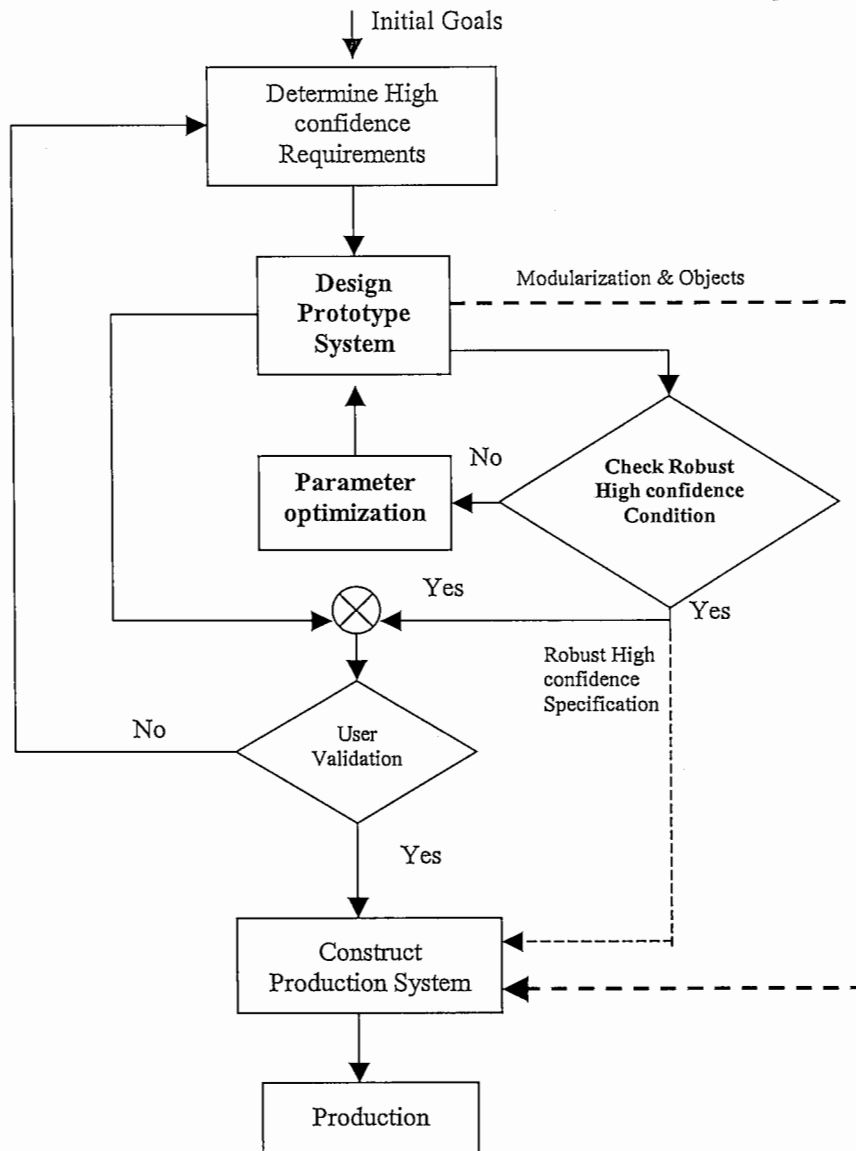 Initial Goals
Determine High
confidence
Requirements
Design
Prototype
System
Modularization & Objects
No
Parameter
optimization
Check Robust
High confidence
Condition
Yes
Yes
Robust High
confidence
Specification
No
User
Validation
Yes
Construct
Production System
Production